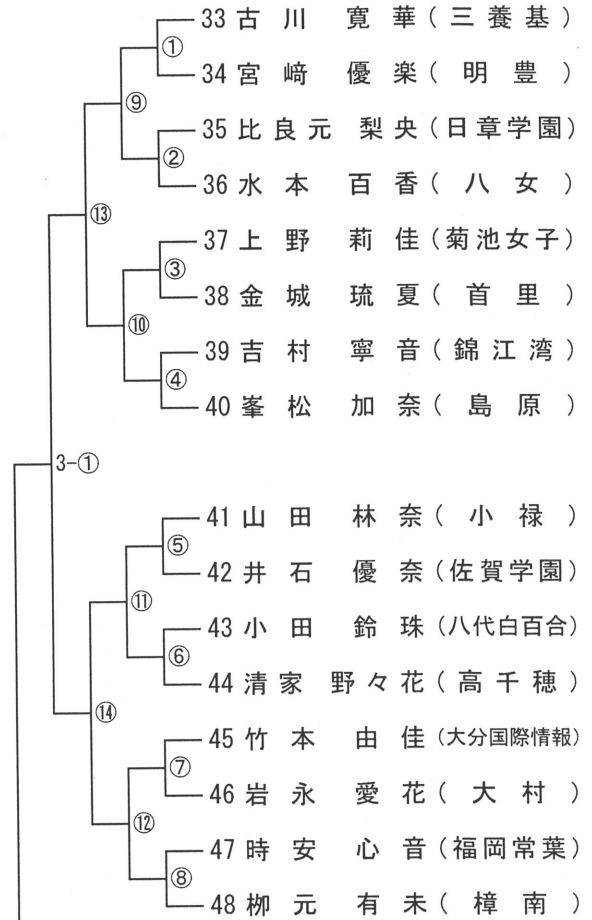 33 古川 寛華(三養基)
①
34 宮﨑 優楽(明豊)
⑨
35 比良元 梨央(日章学園)
②
36 水本 百香(八女)
⑬
37 上野 莉佳(菊池女子)
③
38 金城 琉夏(首里)
⑩
39 吉村 寧音(錦江湾)
④
40 峯松 加奈(島原)
3-①
41 山田 林奈(小禄)
⑤
42 井石 優奈(佐賀学園)
⑪
43 小田 鈴珠(八代白百合)
⑥
44 清家 野々花(高千穂)
⑭
45 竹本 由佳(大分国際情報)
⑦
46 岩永 愛花(大村)
⑫
47 時安 心音(福岡常葉)
⑧
48 栁元 有未(樟南)